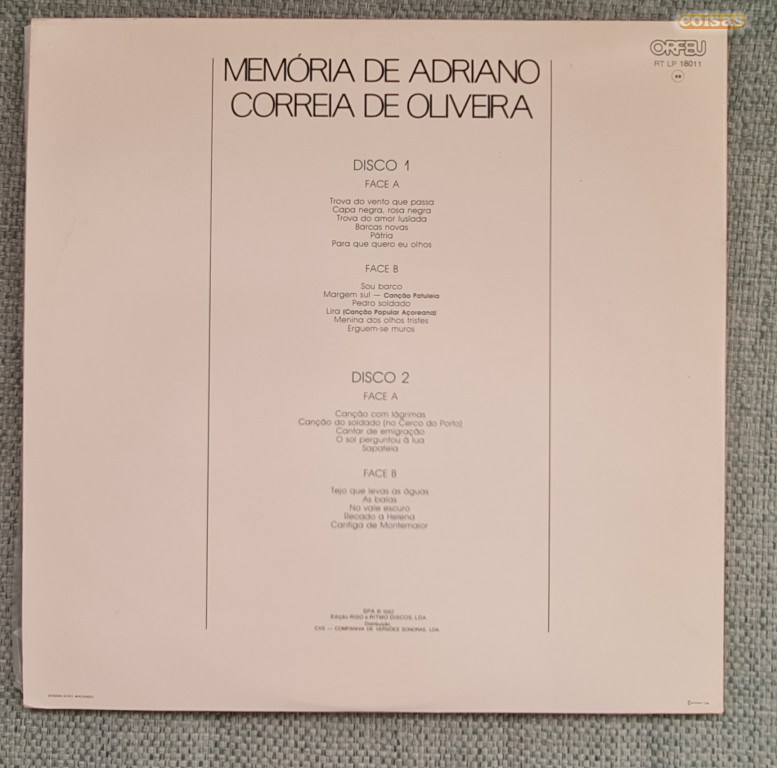 coisas
ORFEU
RT LP 18011
MEMÓRIA DE ADRIANO
CORREIA DE OLIVEIRA
DISCO 1
FACE A
Trova do vento que passa
Capa negra, rosa negra
Trova do amor lusíada
Barcas novas
Pátria
Para que quero eu olhos
FACE B
Sou barco
Margem sul — Canção Patuleia
Pedro soldado
Lira (Canção Popular Açoreana)
Menina dos olhos tristes
Erguem-se muros
DISCO 2
FACE A
Canção com lágrimas
Canção do soldado (no Cerco do Porto)
Cantar de emigração
O sol perguntou à lua
Sapateia
FACE B
Tejo que levas as águas
As balas
No vale escuro
Recado a Helena
Cantiga de Montemaior
SPA 1982
Edição RISO e RITMO DISCOS, LDA.
Distribuição
COMPANHIA DE VERSÕES SONORAS, LDA.